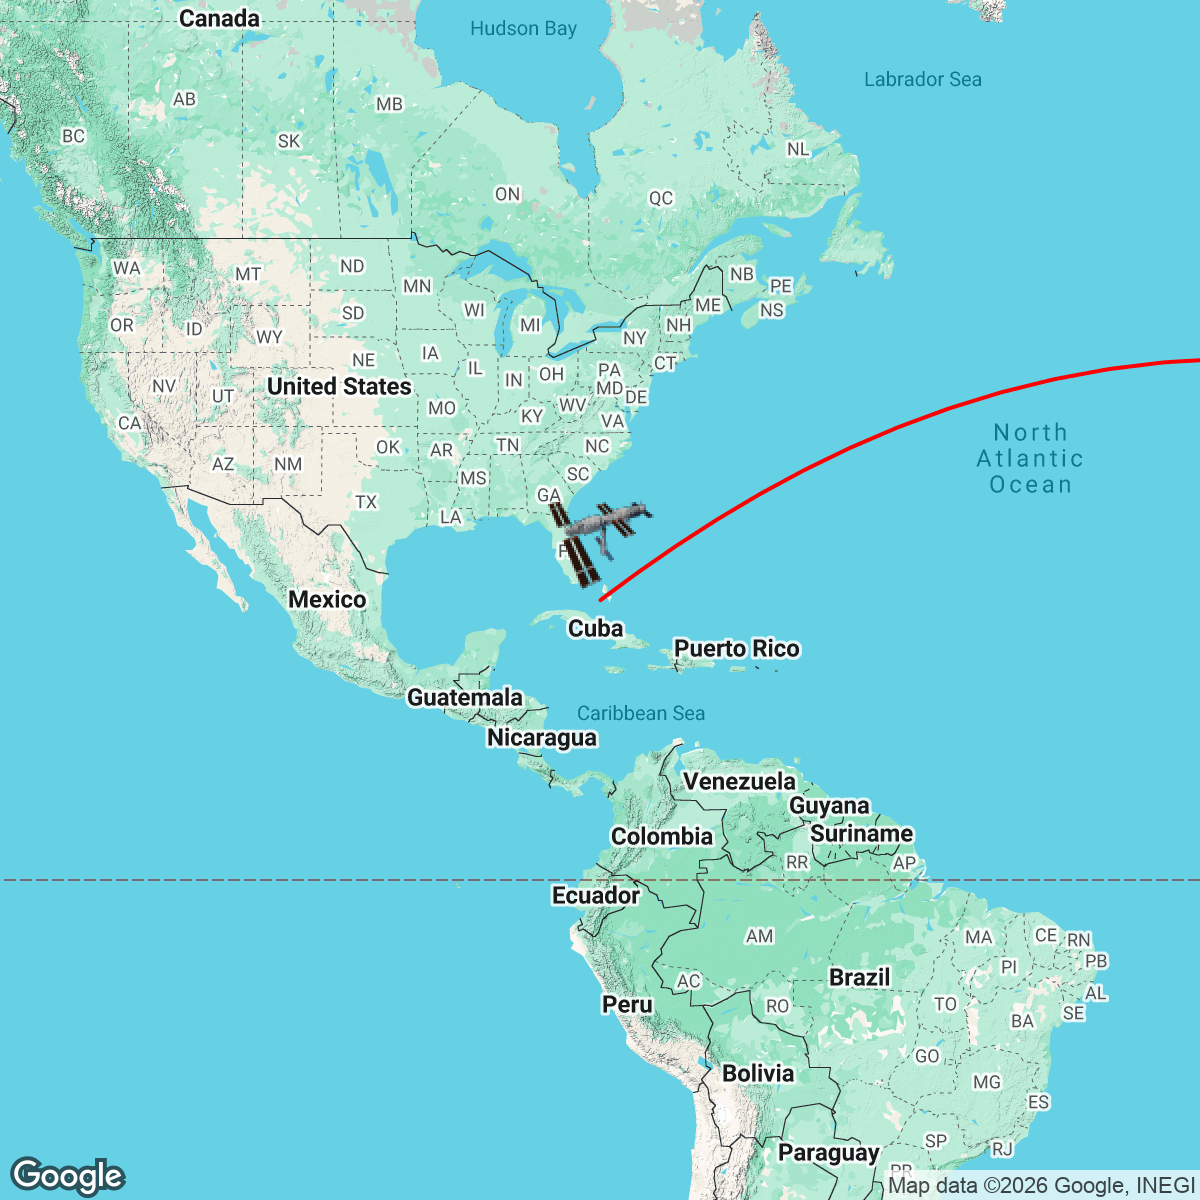 Canada
Hudson Bay
Labrador Sea
AB
MB
BC
SK
NL
ON
QC
WA
MT
ND
MN
NB
PE
OR
ID
WY
SD
WI
MI
NY
NH
ME
NS
NV
UT
NE
IA
IL
IN
OH
PA
CT
United States
MD
DE
CA
MO
KY
WV
VA
North
Atlantic
Ocean
AZ
NM
OK
AR
TN
NC
MS
SC
TX
LA
GA
F
Mexico
Cuba
Puerto Rico
Guatemala
Caribbean Sea
Nicaragua
Venezuela
Guyana
Colombia
Suriname
RR
AP
Ecuador
AM
MA
CE
RN
PI
PB
Brazil
AC
AL
Peru
RO
TO
SE
BA
GO
Bolivia
MG
ES
SP
RJ
Paraguay
PR
Google
Map data ©2026 Google, INEGI